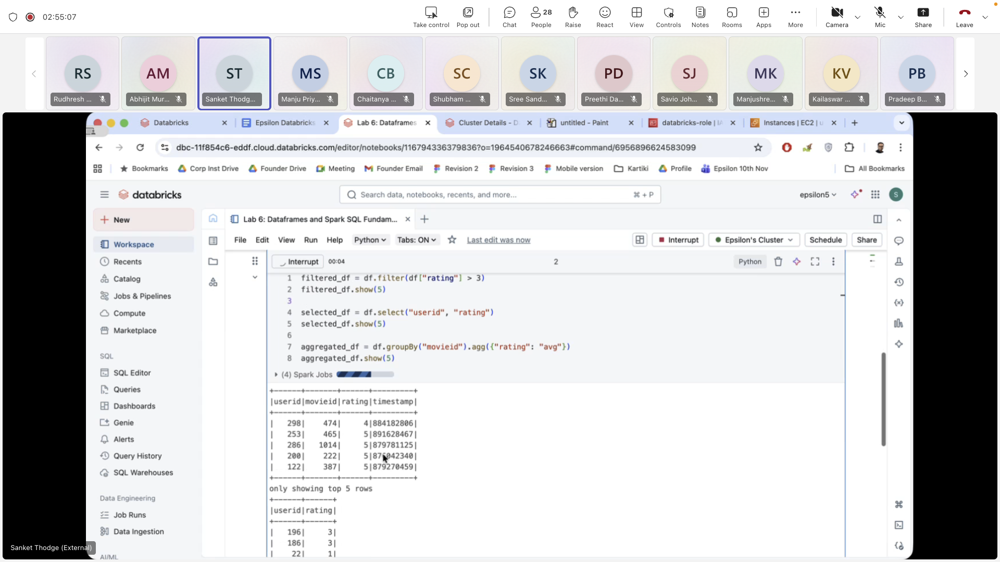 02:55:07
Take control
Pop out
Chat
28
People
Raise
React
View
Controls
Notes
Rooms
Apps
More
Camera
Mic
Share
Leave
RS
AM
ST
MS
CB
SC
SK
PD
SJ
MK
KV
PB
Rudhresh ...
Abhijit Mur...
Sanket Thodg...
Manju Priy...
Chaitanya ...
Shubham ...
Sree Sand...
Preethi Da...
Savio Joh...
Manjushre...
Kailaswar ...
Pradeep B...
Databricks
Epsilon Databricks
Lab 6: Dataframes
Cluster Details - D
untitled - Paint
databricks-role | IA
Instances | EC2 | u
dbc-11f854c6-eddf.cloud.databricks.com/editor/notebooks/116794336379836?o=1964540678246663#command/6956896624583099
Bookmarks
Corp Inst Drive
Founder Drive
Meeting
Founder Email
Revision 2
Revision 3
Mobile version
Kartiki
Profile
Epsilon 10th Nov
All Bookmarks
databricks
Search data, notebooks, recents, and more...
⌘ + P
epsilon5
S
New
Lab 6: Dataframes and Spark SQL Fundam...
Workspace
File
Edit
View
Run
Help
Python
Tabs: ON
Last edit was now
Interrupt
Epsilon's Cluster
Schedule
Share
Recents
Catalog
Jobs & Pipelines
Compute
Marketplace
SQL
SQL Editor
Queries
Dashboards
Genie
Alerts
Query History
SQL Warehouses
Data Engineering
Job Runs
Data Ingestion
AI/ML
Interrupt
00:04
2
Python
1 filtered_df = df.filter(df["rating"] > 3)
2 filtered_df.show(5)
3
4 selected_df = df.select("userid", "rating")
5 selected_df.show(5)
6
7 aggregated_df = df.groupBy("movieid").agg({"rating": "avg"})
8 aggregated_df.show(5)
(4) Spark Jobs
+------+-------+------+---------+
|userid|movieid|rating|timestamp|
+------+-------+------+---------+
|   298|    474|     4|884182806|
|   253|    465|     5|891628467|
|   286|   1014|     5|879781125|
|   200|    222|     5|876042340|
|   122|    387|     5|879270459|
+------+-------+------+---------+
only showing top 5 rows
+------+------+
|userid|rating|
+------+------+
|   196|     3|
|   186|     3|
|    22|     1|
Sanket Thodge (External)